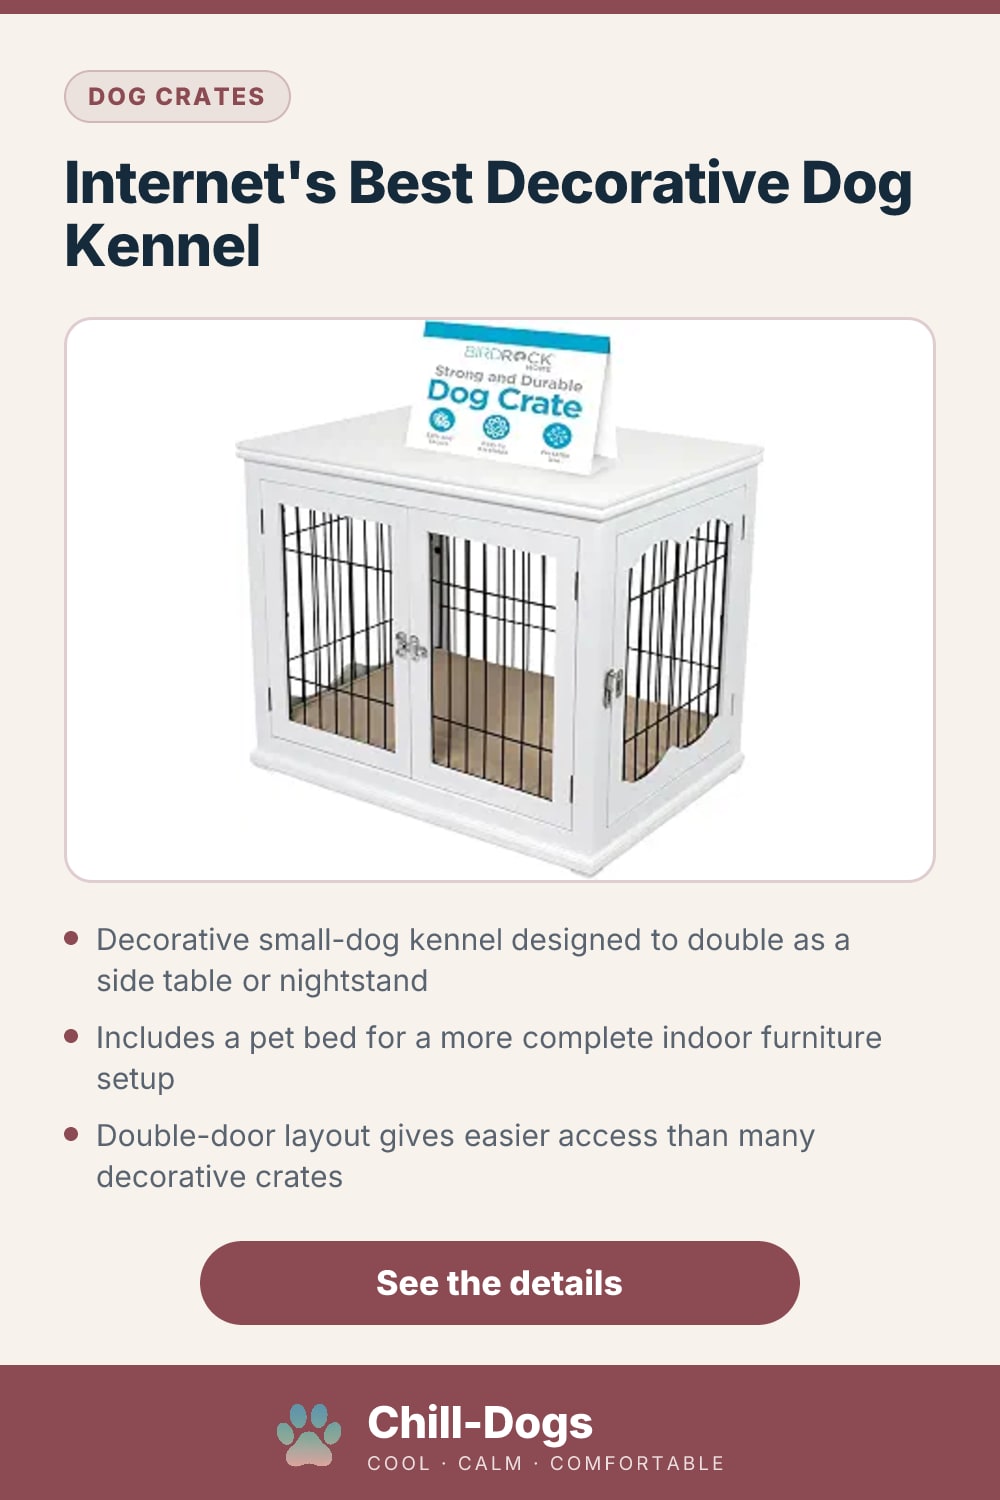 DOG CRATES
Internet's Best Decorative Dog
Kennel
BIRDROCK
HOME
Strong and Durable
Dog Crate
Decorative small-dog kennel designed to double as a
side table or nightstand
Includes a pet bed for a more complete indoor furniture
setup
Double-door layout gives easier access than many
decorative crates
See the details
Chill-Dogs
COOL · CALM · COMFORTABLE